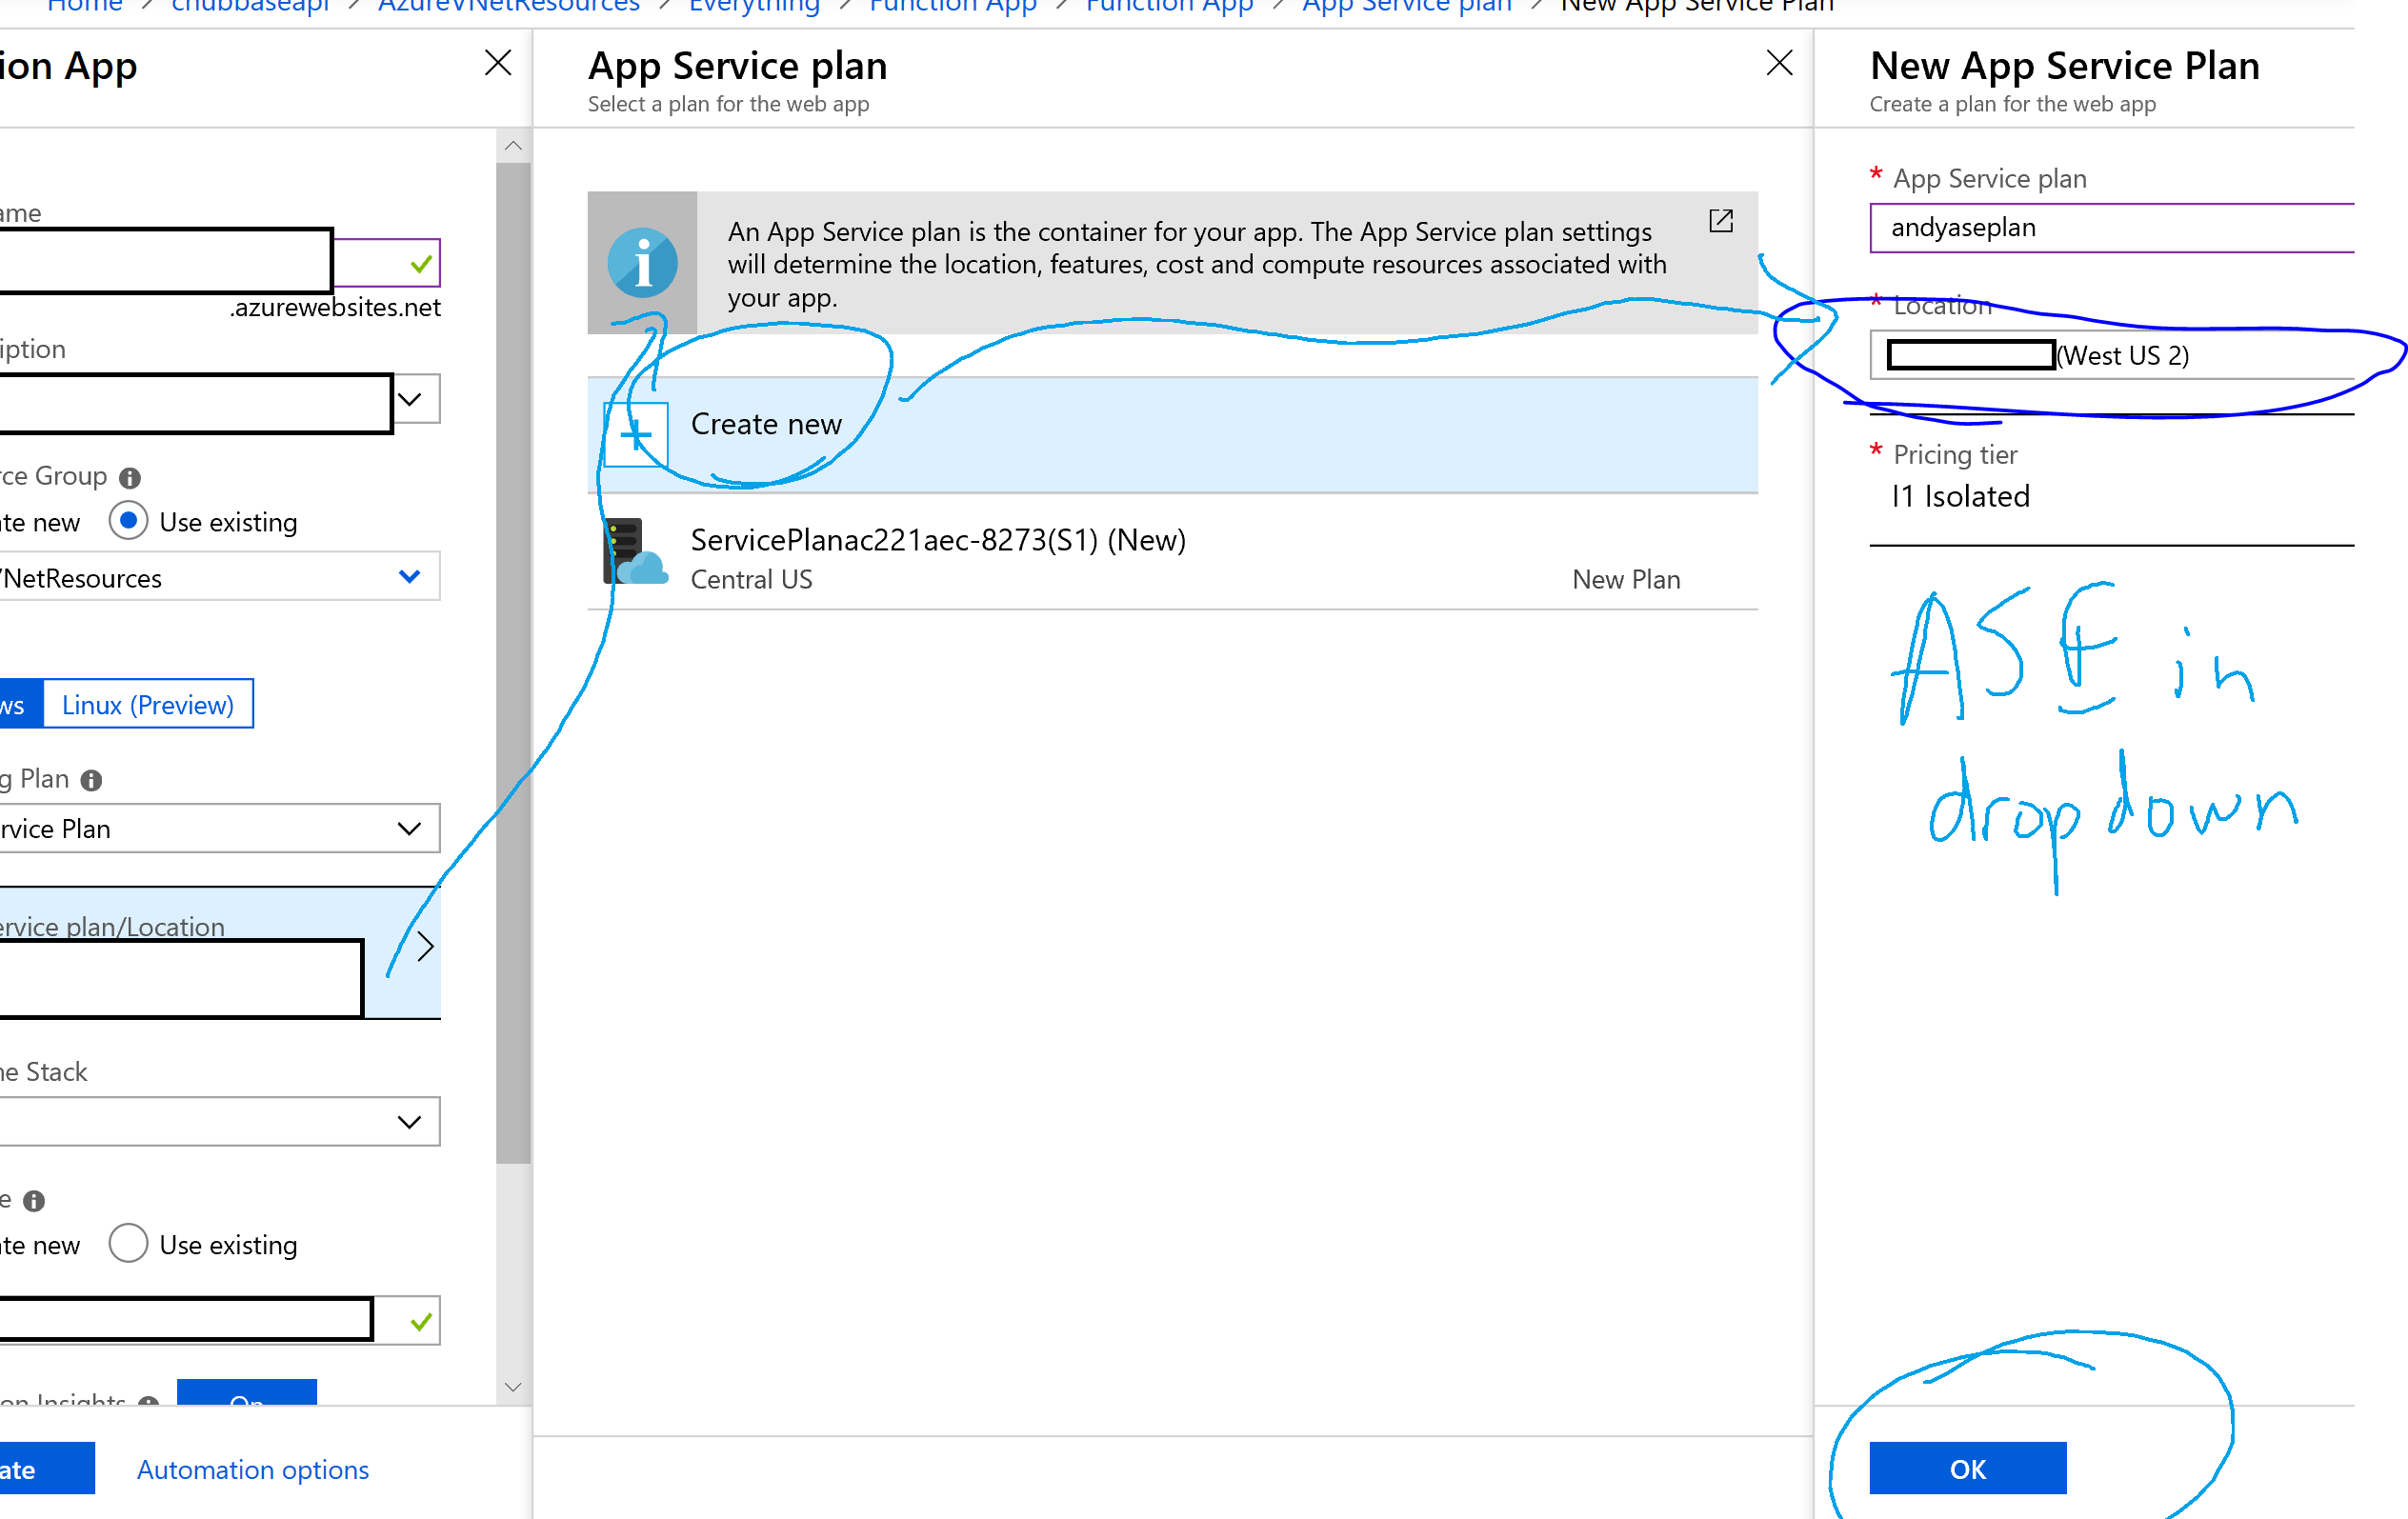 Home > chubbaseapi > AzureVNetResources > Everything > Function App > Function App > App Service plan > New App Service Plan
ion App
ame
.azurewebsites.net
iption
rce Group
te new Use existing
NetResources
ws Linux (Preview)
g Plan
rvice Plan
ervice plan/Location
ne Stack
e
te new Use existing
on Insights On
ate Automation options
App Service plan
Select a plan for the web app
An App Service plan is the container for your app. The App Service plan settings
will determine the location, features, cost and compute resources associated with
your app.
Create new
ServicePlanac221aec-8273(S1) (New)
Central US New Plan
New App Service Plan
Create a plan for the web app
* App Service plan
andyaseplan
* Location
(West US 2)
* Pricing tier
I1 Isolated
ASE in
dropdown
OK